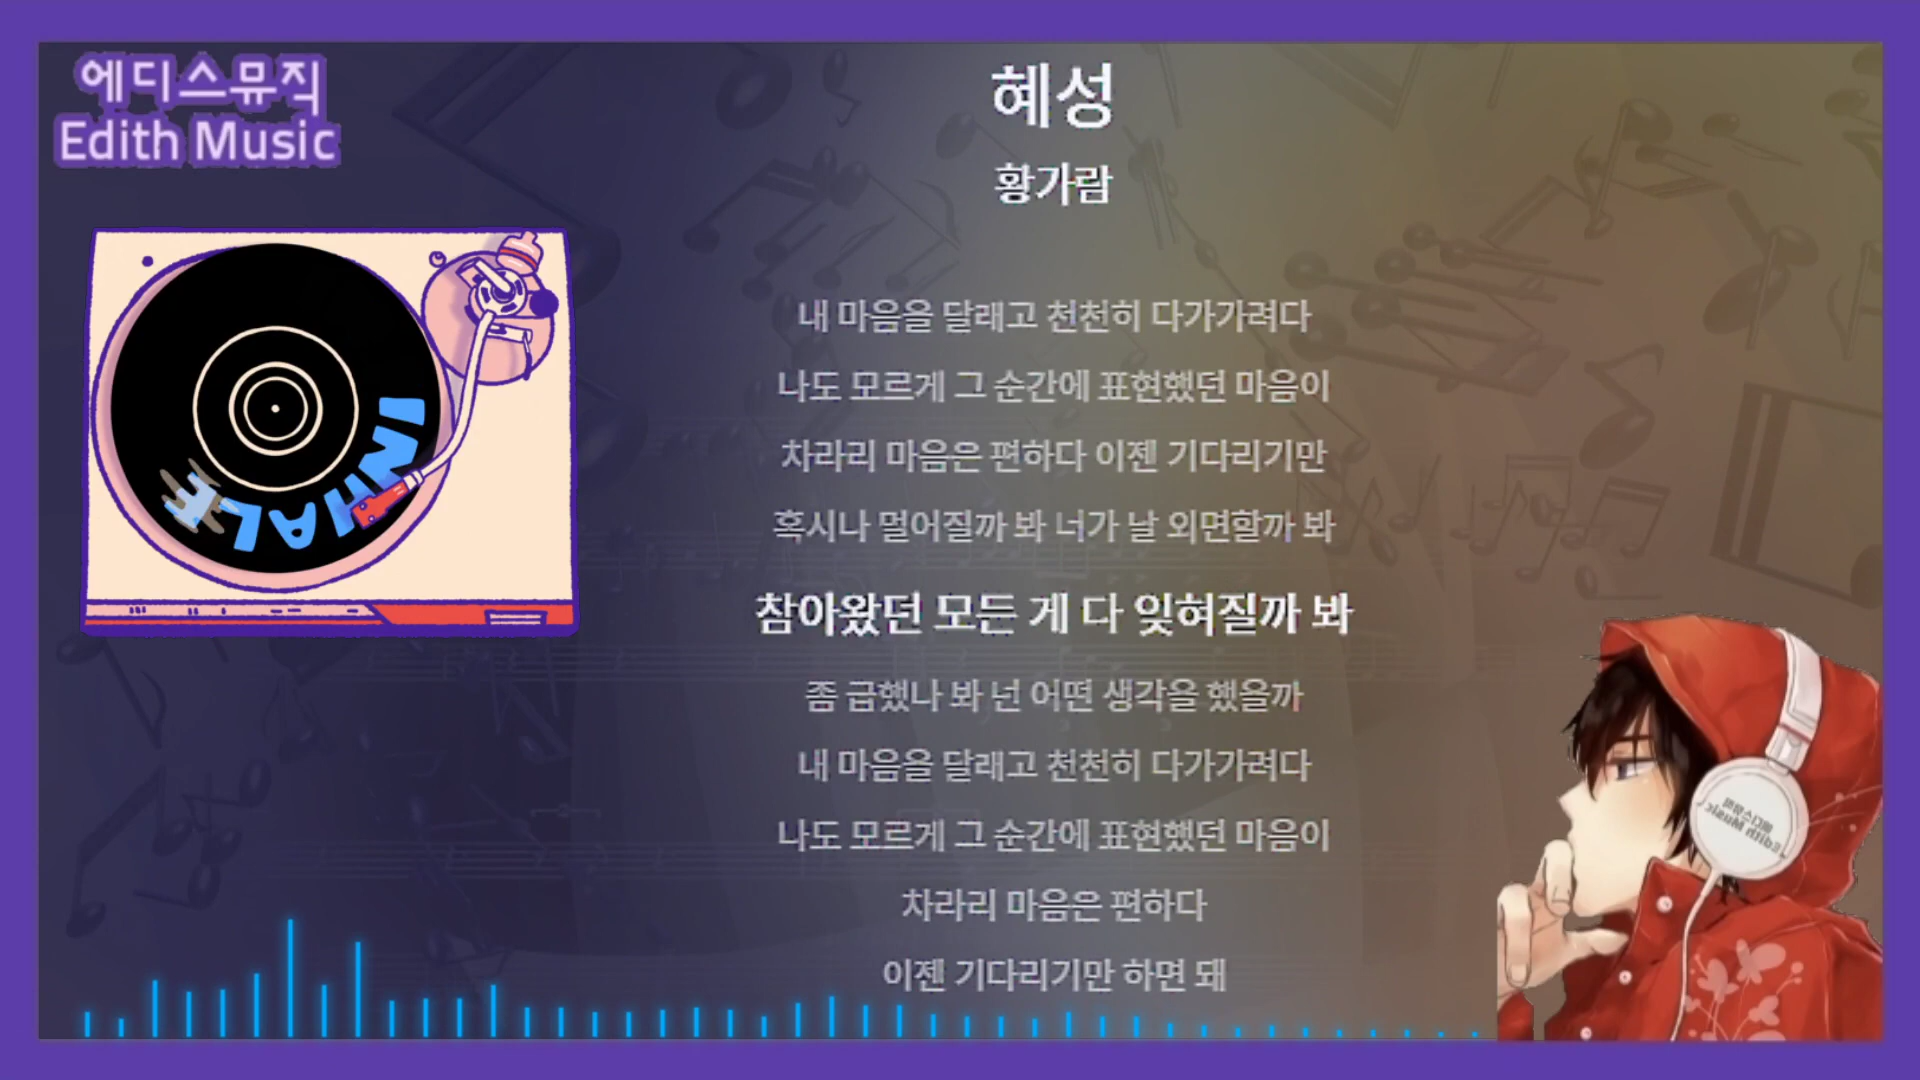 에디스뮤직
Edith Music
혜성
황가람
INHALE
내 마음을 달래고 천천히 다가가려다
나도 모르게 그 순간에 표현했던 마음이
차라리 마음은 편하다 이젠 기다리기만
혹시나 멀어질까 봐 너가 날 외면할까 봐
참아왔던 모든 게 다 잊혀질까 봐
좀 급했나 봐 넌 어떤 생각을 했을까
내 마음을 달래고 천천히 다가가려다
나도 모르게 그 순간에 표현했던 마음이
차라리 마음은 편하다
이젠 기다리기만 하면 돼
에디스뮤직
Edith Music